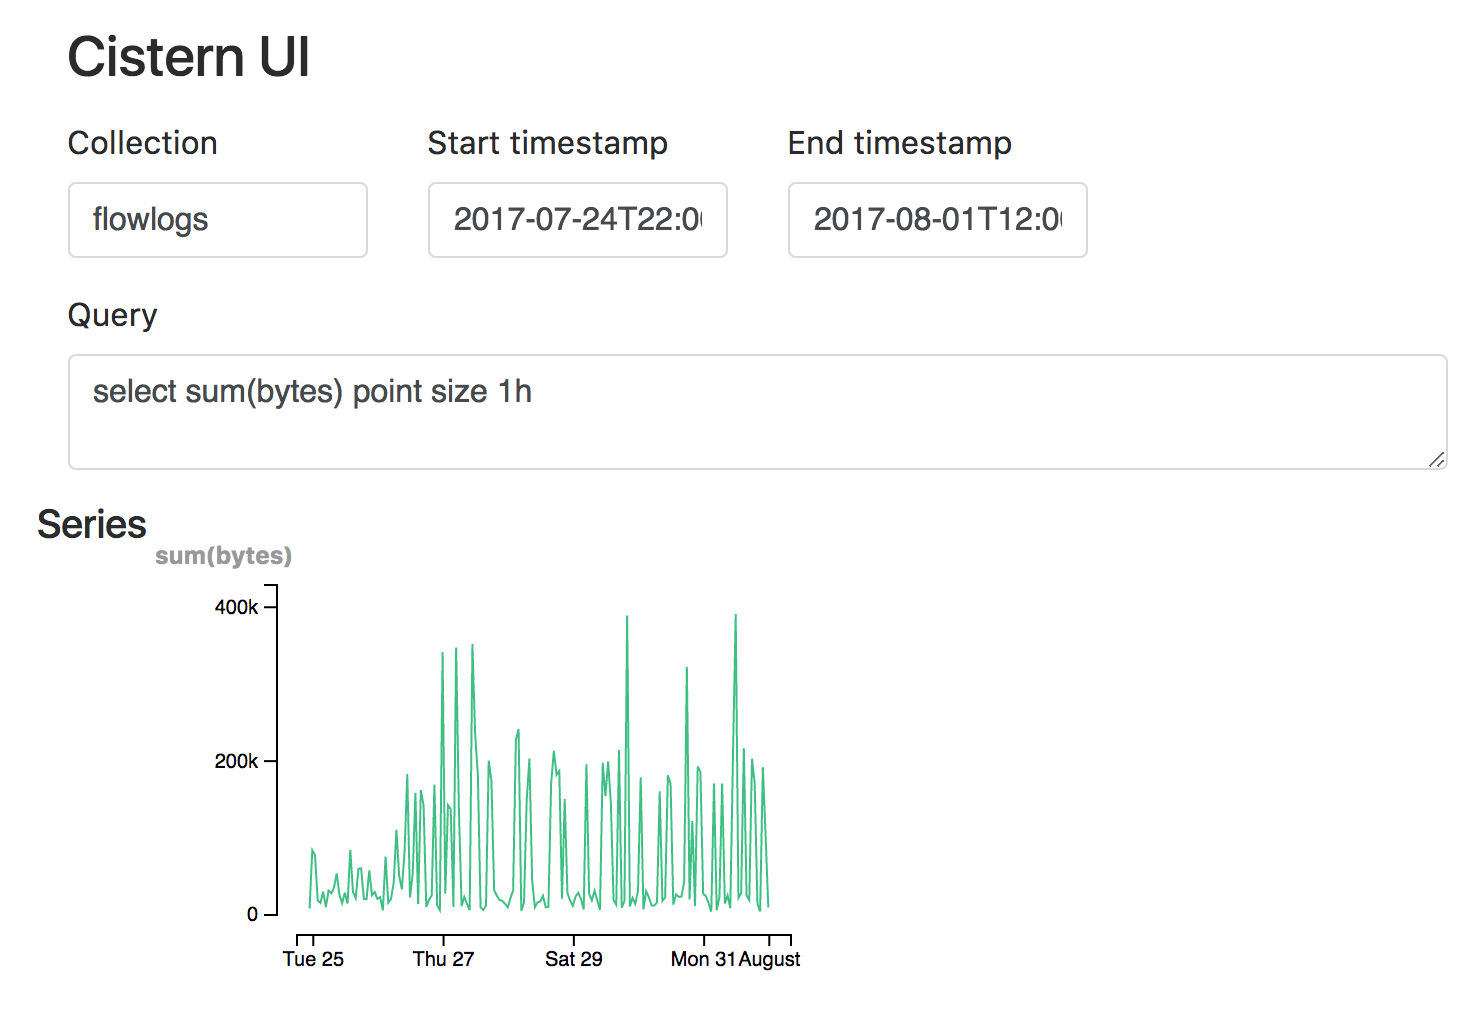 Cistern UI
Collection
Start timestamp
End timestamp
flowlogs
2017-07-24T22:0
2017-08-01T12:0
Query
select sum(bytes) point size 1h
Series
sum(bytes)
400k
200k
0
Tue 25
Thu 27
Sat 29
Mon 31
August